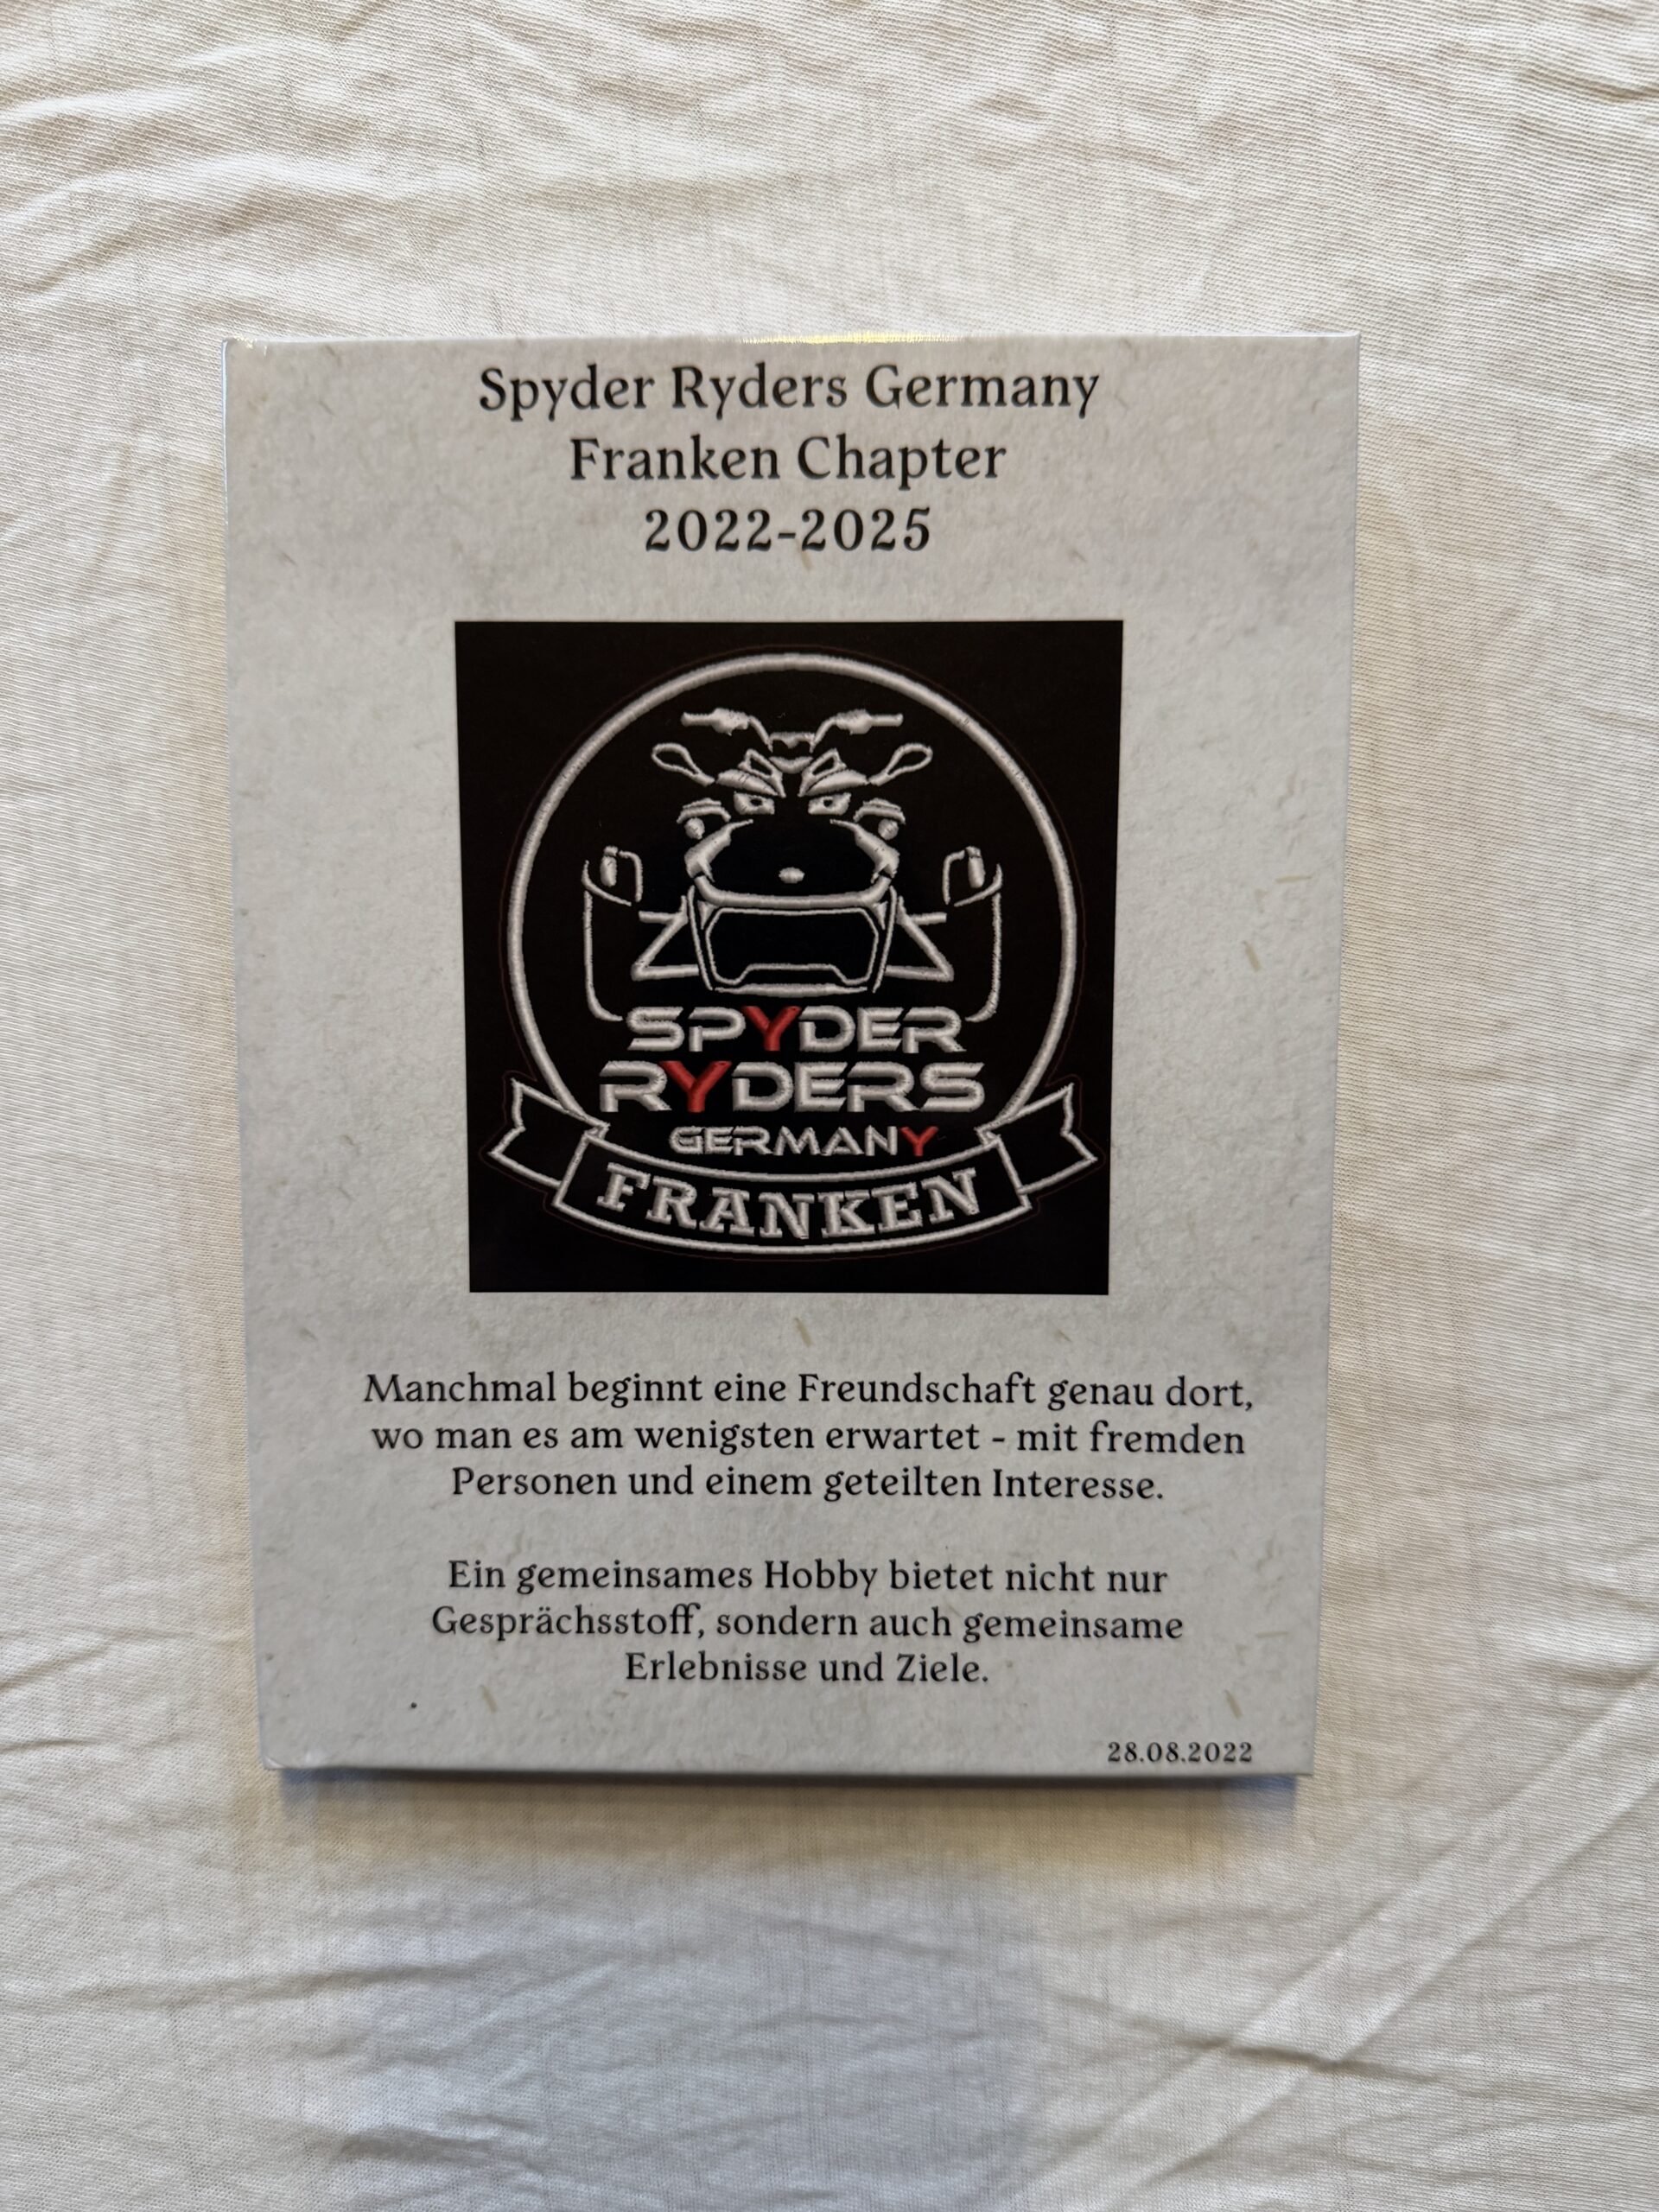 Spyder Ryders Germany
Franken Chapter
2022-2025
SPYDER
RYDERS
GERMANY
FRANKEN
Manchmal beginnt eine Freundschaft genau dort,
wo man es am wenigsten erwartet - mit fremden
Personen und einem geteilten Interesse.
Ein gemeinsames Hobby bietet nicht nur
Gesprächsstoff, sondern auch gemeinsame
Erlebnisse und Ziele.
28.08.2022